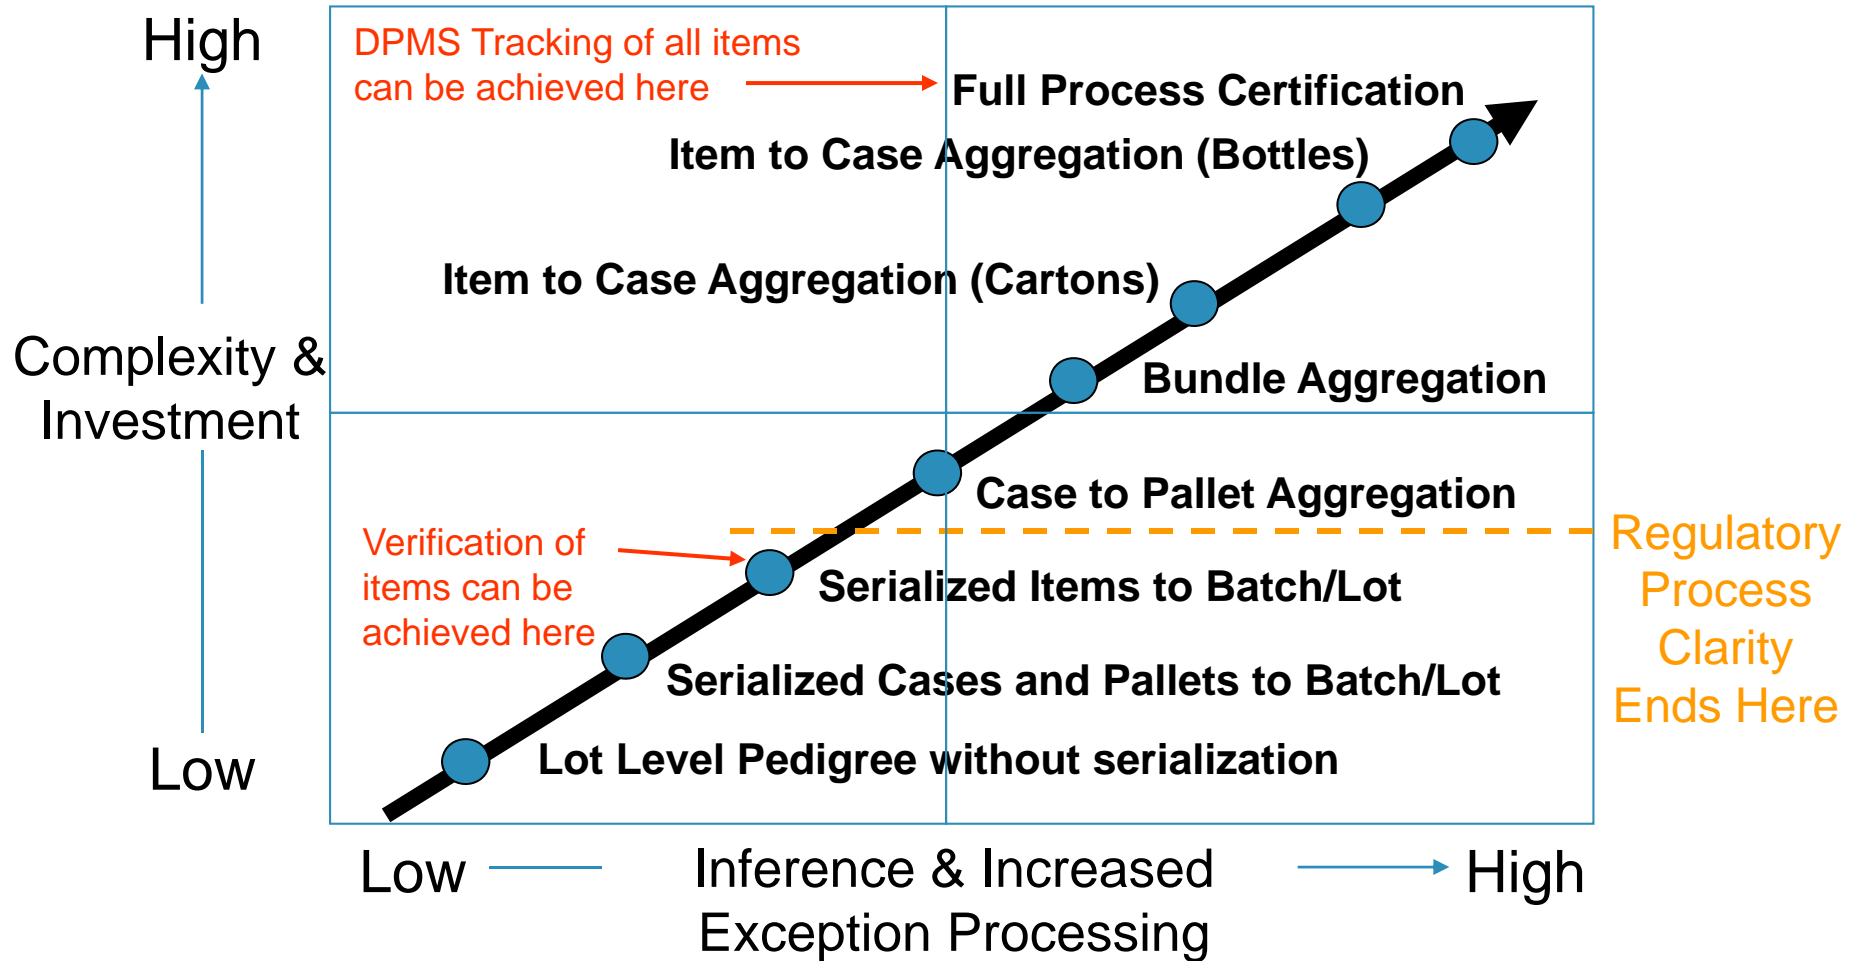 High
DPMS Tracking of all items
can be achieved here
Full Process Certification
Item to Case Aggregation (Bottles)
Item to Case Aggregation (Cartons)
Complexity &
Investment
Bundle Aggregation
Case to Pallet Aggregation
Verification of
items can be
achieved here
Regulatory
Process
Clarity
Ends Here
Serialized Items to Batch/Lot
Serialized Cases and Pallets to Batch/Lot
Lot Level Pedigree without serialization
Low
Low
Inference & Increased
Exception Processing
High